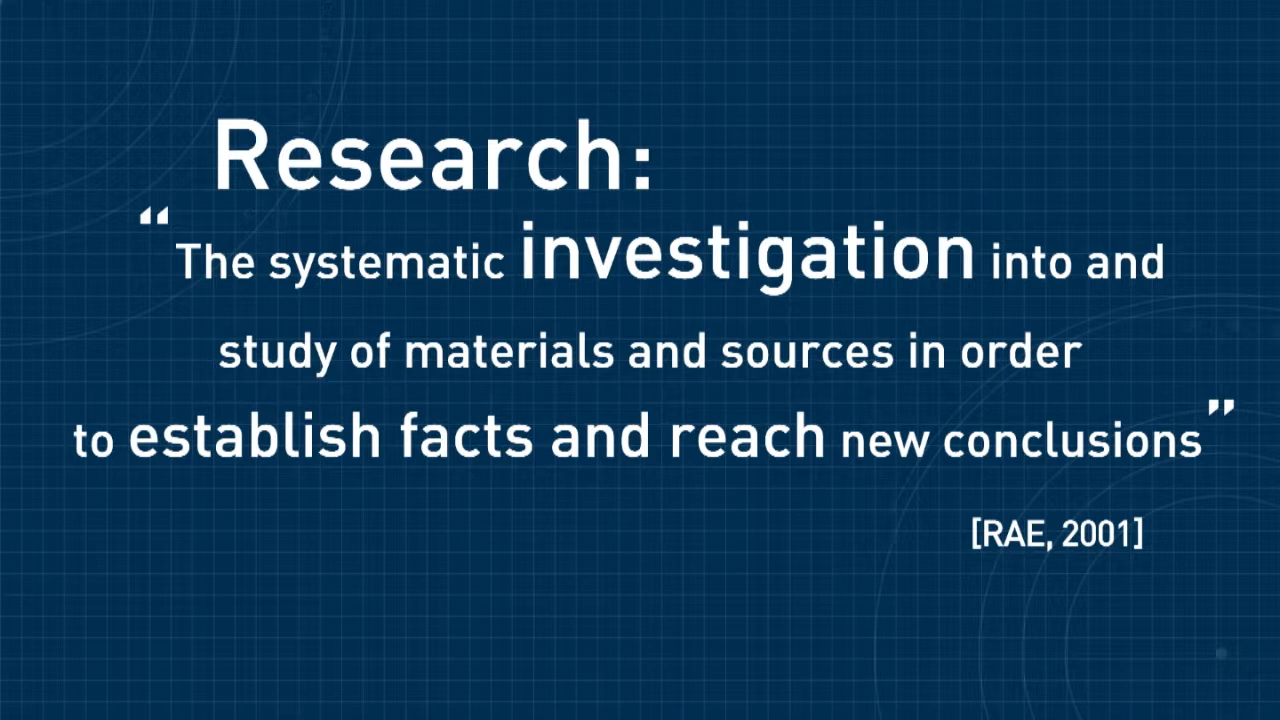 Research:
“The systematic investigation into and
study of materials and sources in order
to establish facts and reach new conclusions”
[RAE, 2001]